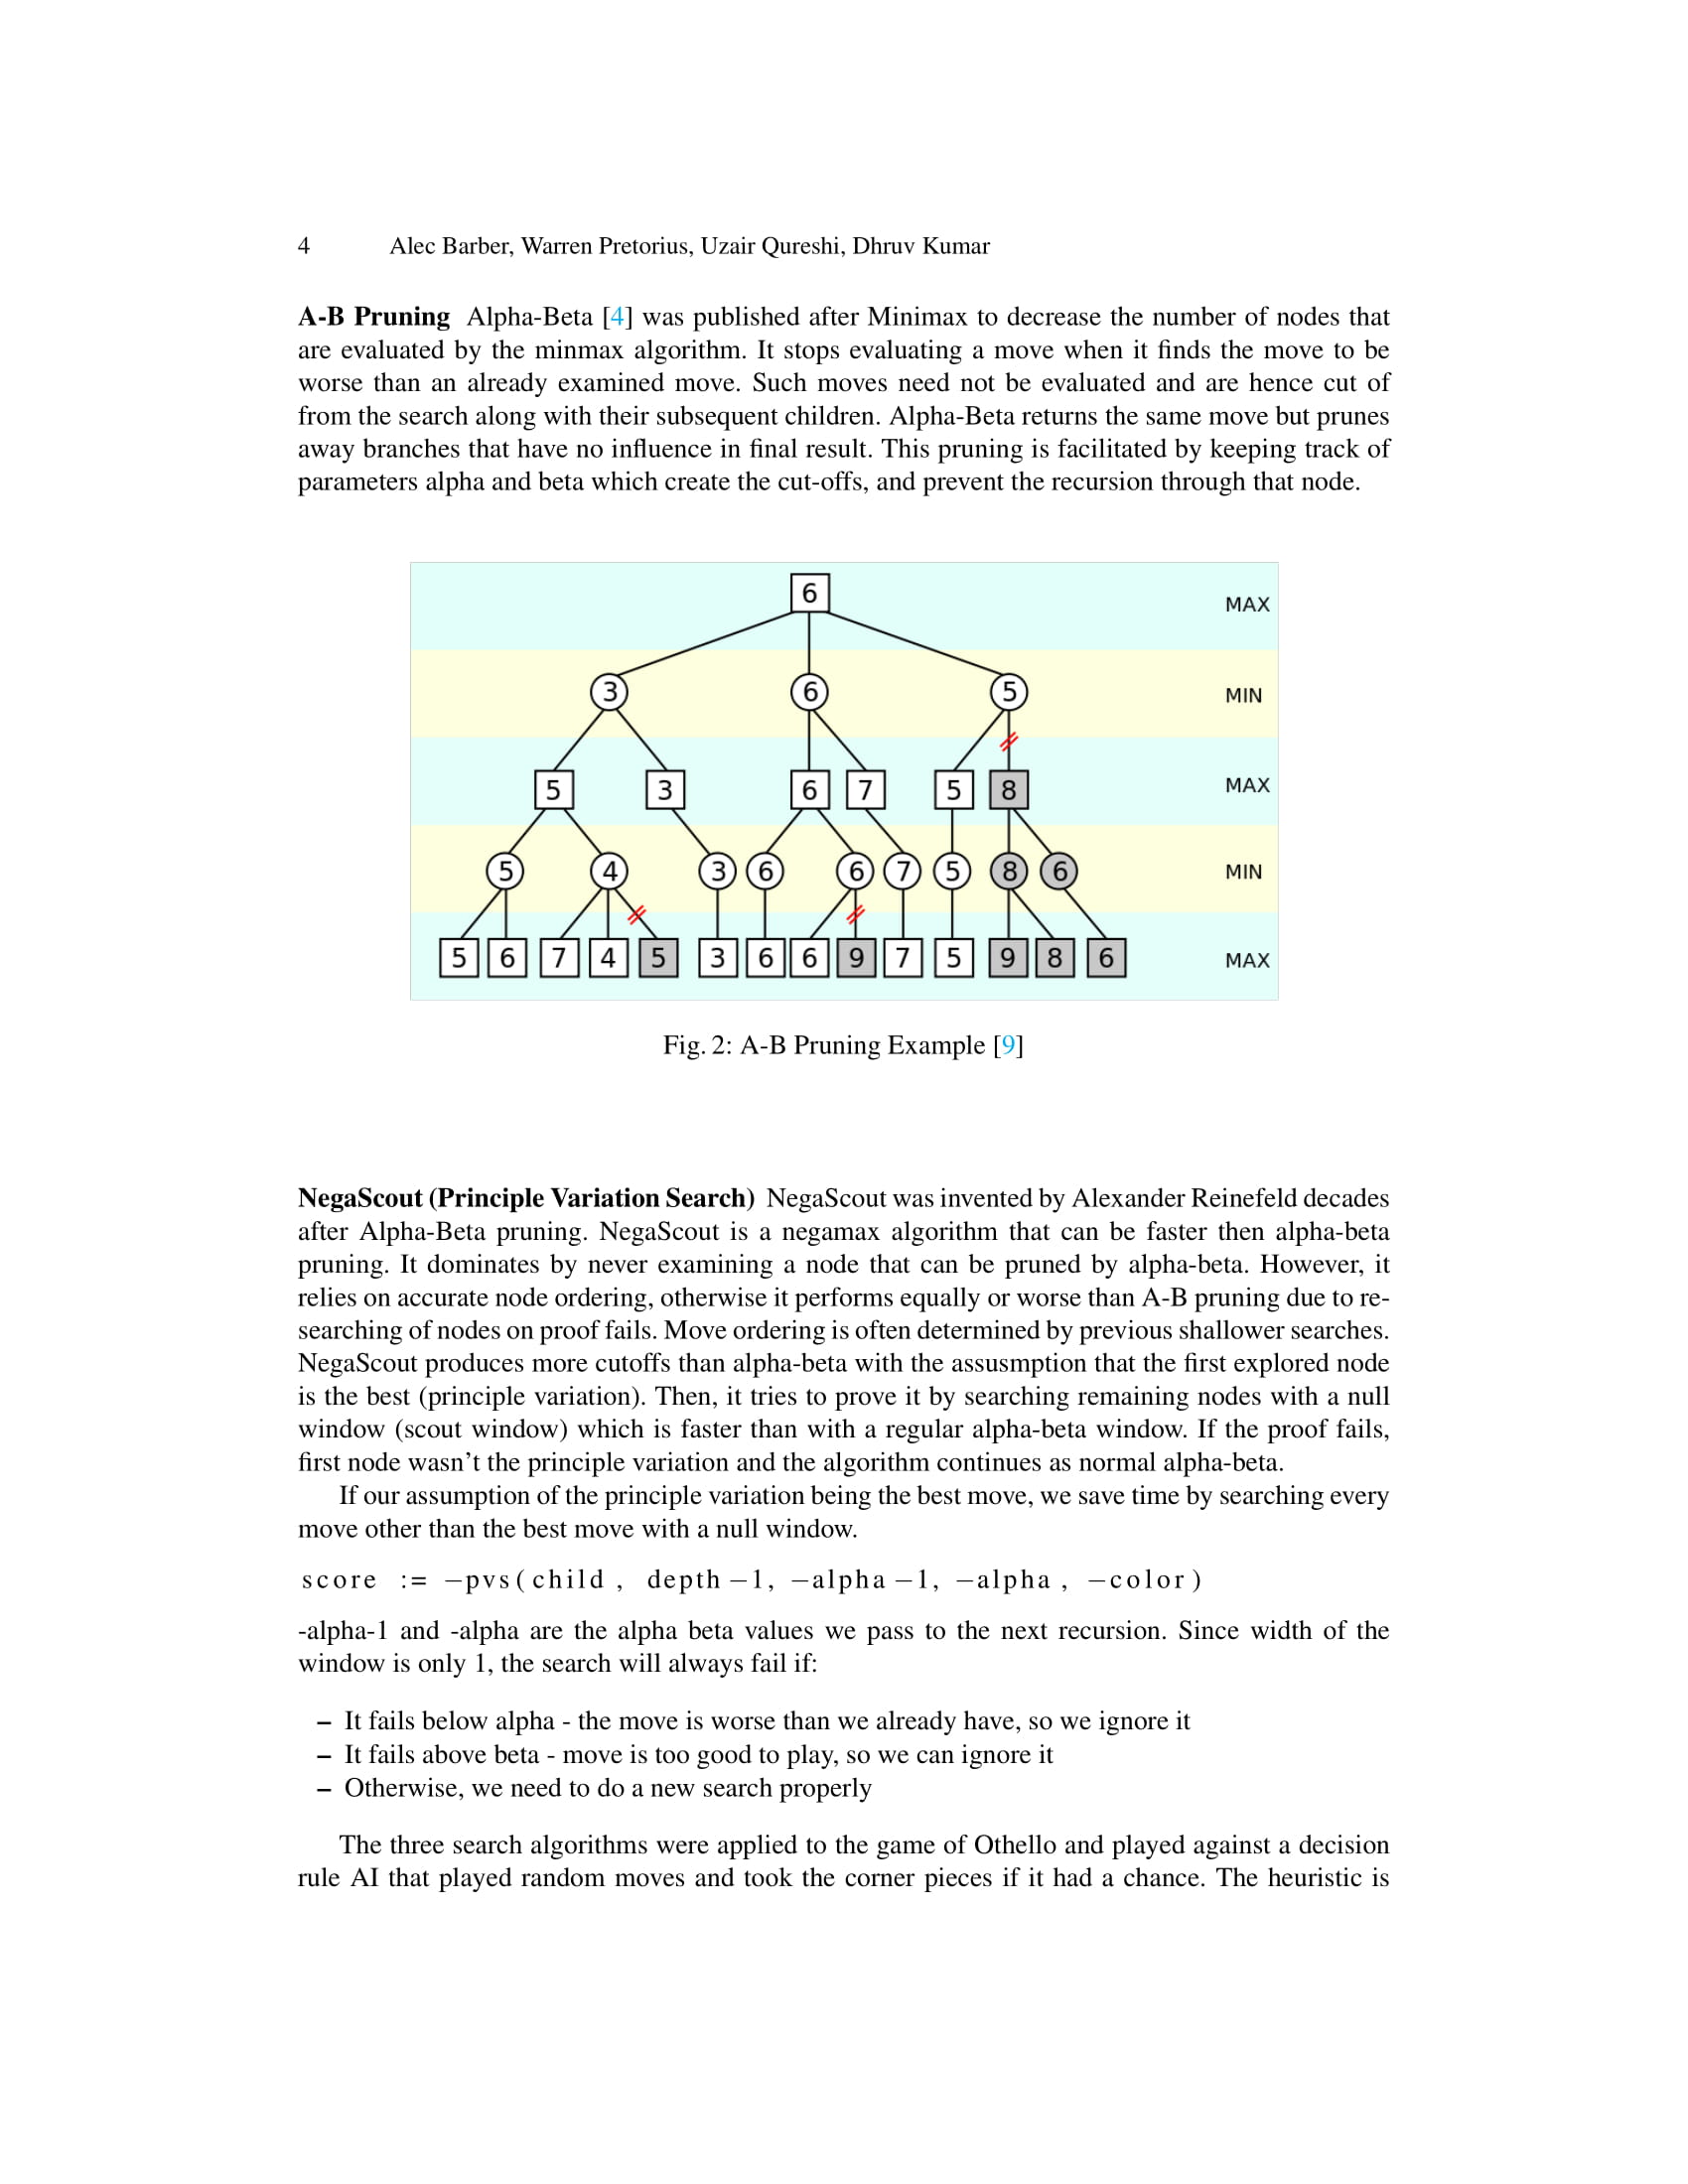 4 Alec Barber, Warren Pretorius, Uzair Qureshi, Dhruv Kumar
A-B Pruning Alpha-Beta [4] was published after Minimax to decrease the number of nodes that
are evaluated by the minmax algorithm. It stops evaluating a move when it finds the move to be
worse than an already examined move. Such moves need not be evaluated and are hence cut of
from the search along with their subsequent children. Alpha-Beta returns the same move but prunes
away branches that have no influence in final result. This pruning is facilitated by keeping track of
parameters alpha and beta which create the cut-offs, and prevent the recursion through that node.
6 MAX
3 6 5 MIN
5 3 6 7 5 8 MAX
5 4 3 6 6 7 5 8 6 MIN
5 6 7 4 5 3 6 6 9 7 5 9 8 6 MAX
Fig. 2: A-B Pruning Example [9]
NegaScout (Principle Variation Search) NegaScout was invented by Alexander Reinefeld decades
after Alpha-Beta pruning. NegaScout is a negamax algorithm that can be faster then alpha-beta
pruning. It dominates by never examining a node that can be pruned by alpha-beta. However, it
relies on accurate node ordering, otherwise it performs equally or worse than A-B pruning due to re-
searching of nodes on proof fails. Move ordering is often determined by previous shallower searches.
NegaScout produces more cutoffs than alpha-beta with the assusmption that the first explored node
is the best (principle variation). Then, it tries to prove it by searching remaining nodes with a null
window (scout window) which is faster than with a regular alpha-beta window. If the proof fails,
first node wasn't the principle variation and the algorithm continues as normal alpha-beta.
If our assumption of the principle variation being the best move, we save time by searching every
move other than the best move with a null window.
score := −pvs(child, depth−1, −alpha−1, −alpha, −color)
-alpha-1 and -alpha are the alpha beta values we pass to the next recursion. Since width of the
window is only 1, the search will always fail if:
– It fails below alpha - the move is worse than we already have, so we ignore it
– It fails above beta - move is too good to play, so we can ignore it
– Otherwise, we need to do a new search properly
The three search algorithms were applied to the game of Othello and played against a decision
rule AI that played random moves and took the corner pieces if it had a chance. The heuristic is